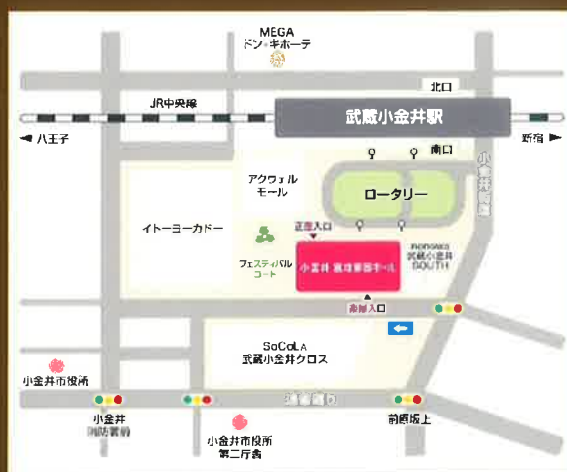 MEGA
ドン・キホーテ
北口
JR中央線
武蔵小金井駅
八王子
新宿
南口
アクウェル
モール
ロータリー
イトーヨーカドー
正面入口
フェスティバル
コート
小金井 宮地楽器ホール
nonowa
武蔵小金井
SOUTH
南側入口
SoCoLA
武蔵小金井クロス
小金井市役所
小金井
消防署前
前原坂上
小金井市役所
第二庁舎